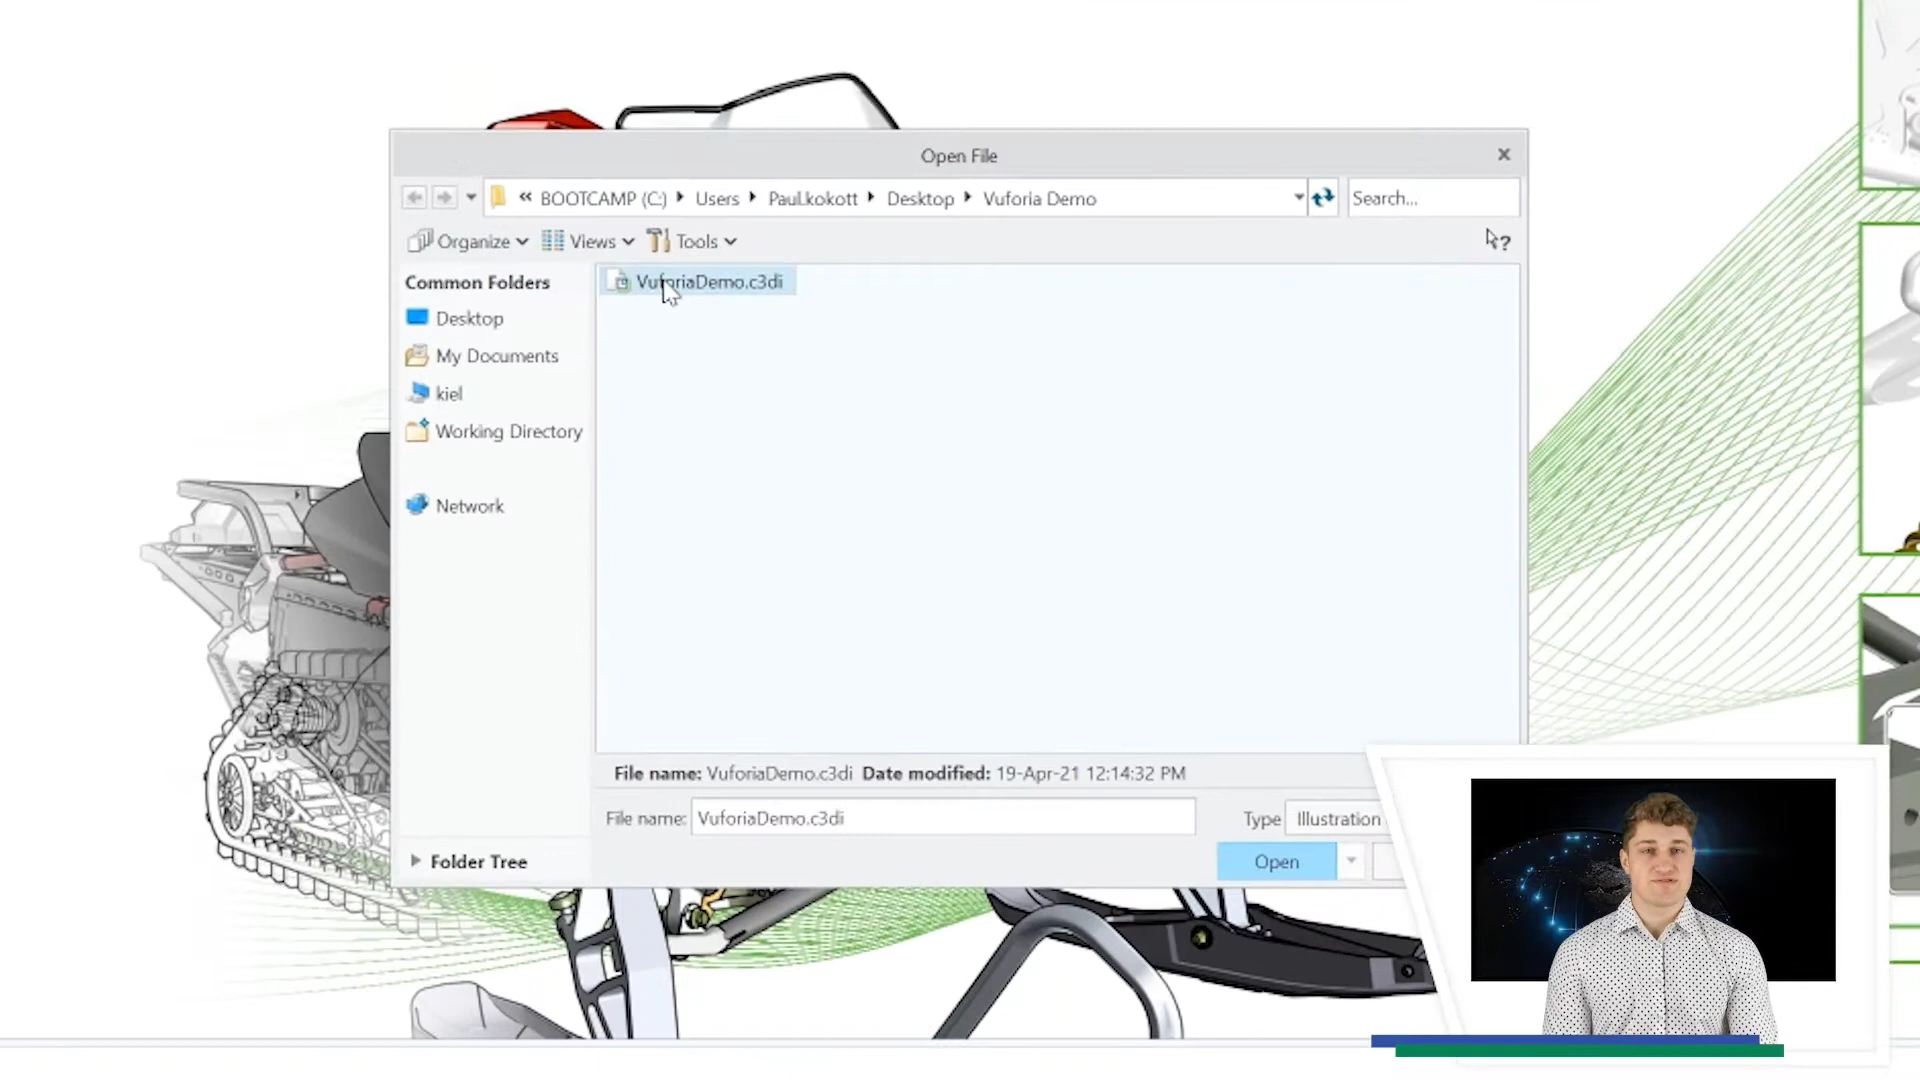 Open File
« BOOTCAMP (C:) Users Paul.kokott Desktop Vuforia Demo Search...
Organize Views Tools ?
Common Folders VuforiaDemo.c3di
Desktop
My Documents
kiel
Working Directory
Network
File name: VuforiaDemo.c3di Date modified: 19-Apr-21 12:14:32 PM
File name: VuforiaDemo.c3di Type Illustration
Folder Tree Open